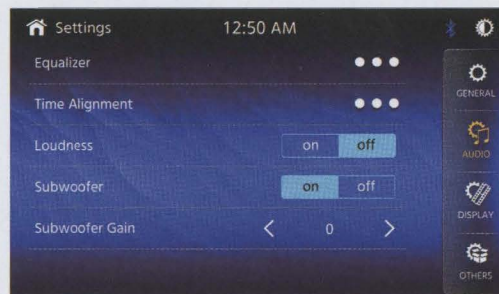 Settings 12:50 AM
Equalizer
Time Alignment
Loudness on off
Subwoofer on off
Subwoofer Gain < 0 >
GENERAL
AUDIO
DISPLAY
OTHERS